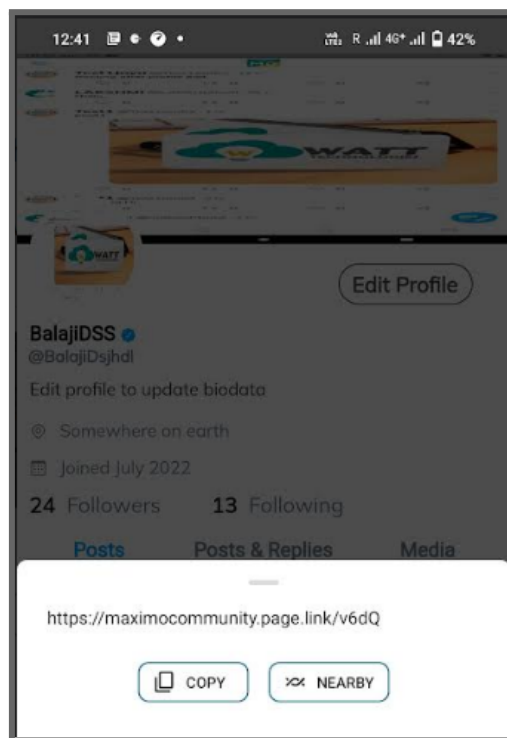 12:41 R 4G+ 42%
WATT
Edit Profile
BalajiDSS
@BalajiDsjhdl
Edit profile to update biodata
Somewhere on earth
Joined July 2022
24 Followers 13 Following
Posts Posts & Replies Media
https://maximocommunity.page.link/v6dQ
COPY NEARBY